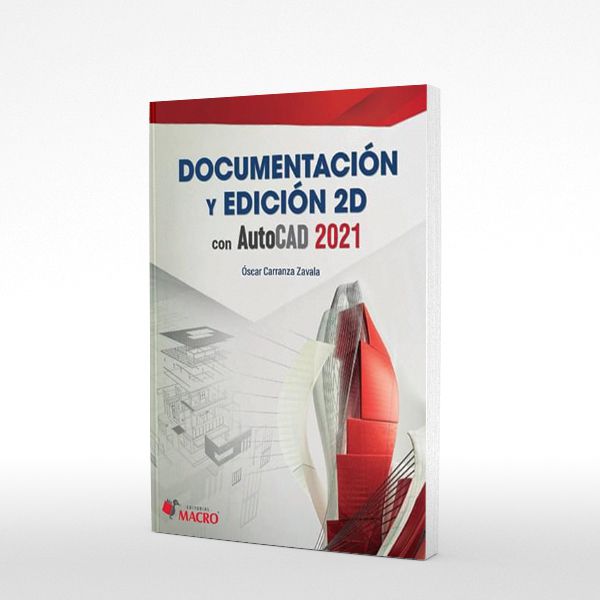 DOCUMENTACIÓN
Y EDICIÓN 2D
con AutoCAD 2021
Óscar Carranza Zavala
EDITORIAL
MACRO®